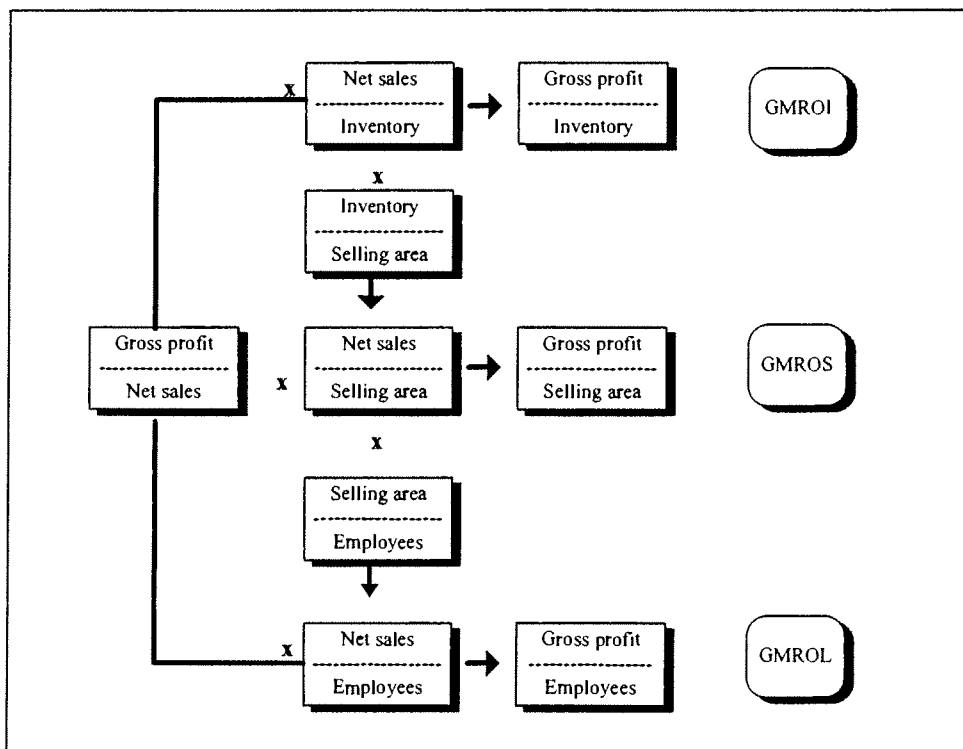 x
Net sales
Inventory
Gross profit
Inventory
GMROI
x
Inventory
Selling area
Gross profit
Net sales
x
Net sales
Selling area
Gross profit
Selling area
GMROS
x
Selling area
Employees
x
Net sales
Employees
Gross profit
Employees
GMROL